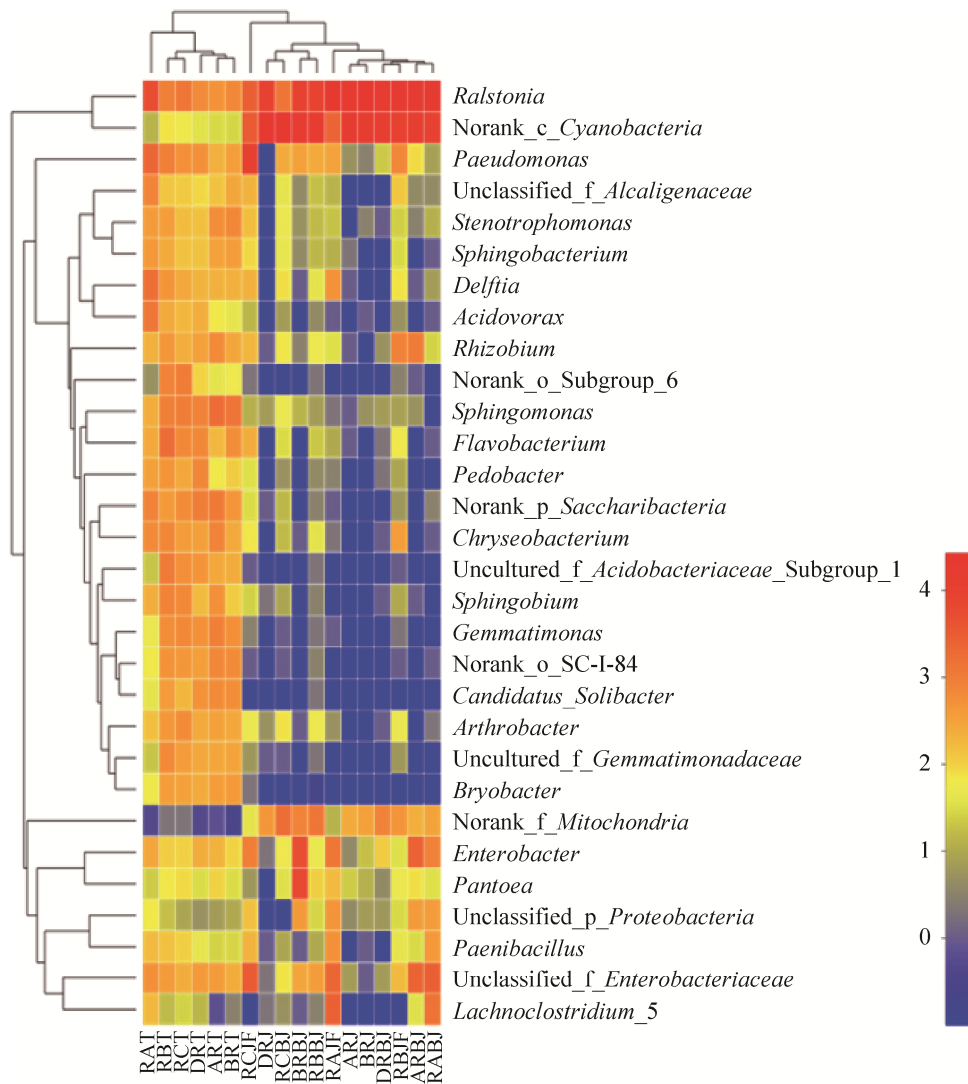 Ralstonia
Norank_c_Cyanobacteria
Paeudomonas
Unclassified_f_Alcaligenaceae
Stenotrophomonas
Sphingobacterium
Delftia
Acidovorax
Rhizobium
Norank_o_Subgroup_6
Sphingomonas
Flavobacterium
Pedobacter
Norank_p_Saccharibacteria
Chryseobacterium
Uncultured_f_Acidobacteriaceae_Subgroup_1
Sphingobium
Gemmatimonas
Norank_o_SC-I-84
Candidatus_Solibacter
Arthrobacter
Uncultured_f_Gemmatimonadaceae
Bryobacter
Norank_f_Mitochondria
Enterobacter
Pantoea
Unclassified_p_Proteobacteria
Paenibacillus
Unclassified_f_Enterobacteriaceae
Lachnoclostridium_5
4
3
2
1
0
RAT RBT RCT DRT ART BRT RCJF DRJ RCBJ BRBJ RBBJ RAJF ARJ BRJ DRBJ RBJF ARBJ RABJ